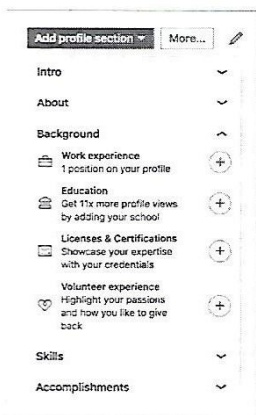 Add profile section
More...
Intro
About
Background
Work experience
1 position on your profile
Education
Get 11x more profile views
by adding your school
Licenses & Certifications
Showcase your expertise
with your credentials
Volunteer experience
Highlight your passions
and how you like to give
back
Skills
Accomplishments